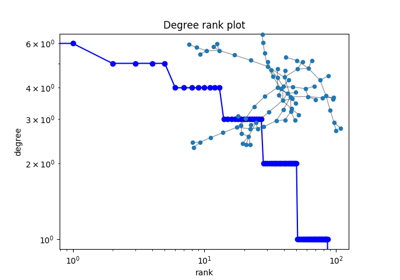 Degree rank plot
6 × 10⁰
4 × 10⁰
3 × 10⁰
2 × 10⁰
10⁰
degree
10⁰ 10¹ 10²
rank